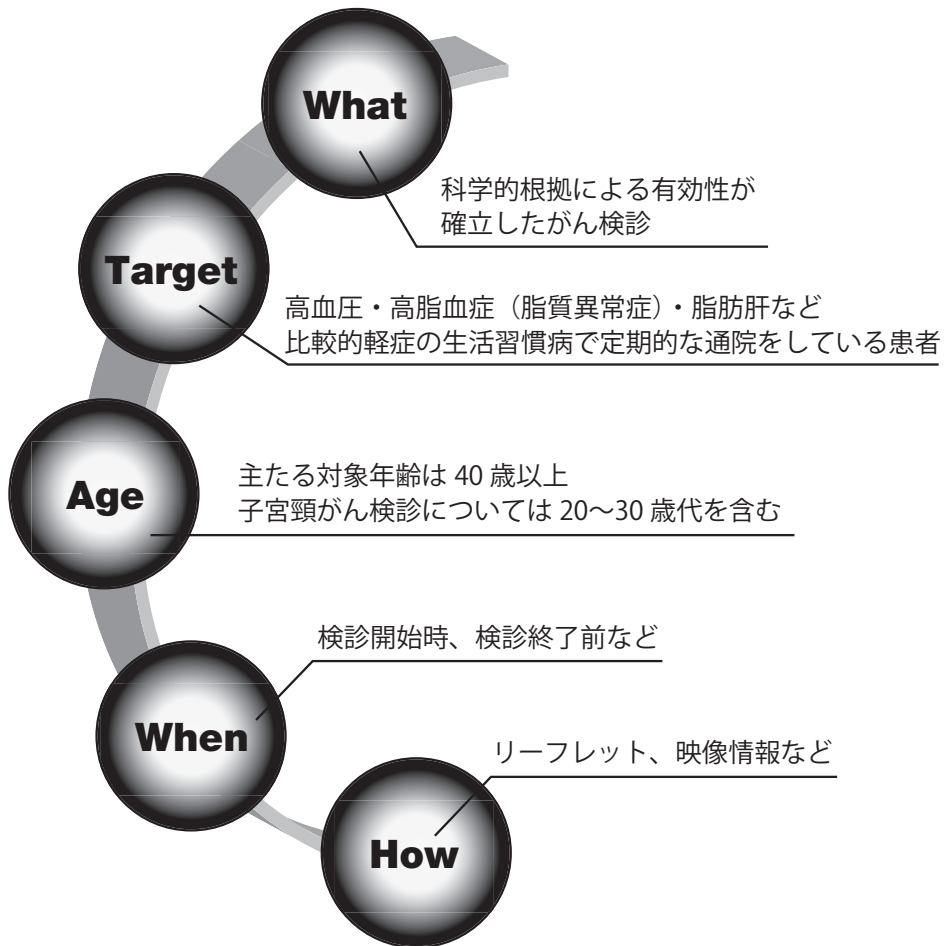 What
科学的根拠による有効性が
確立したがん検診
Target
高血圧・高脂血症（脂質異常症）・脂肪肝など
比較的軽症の生活習慣病で定期的な通院をしている患者
Age
主たる対象年齢は 40 歳以上
子宮頸がん検診については 20〜30 歳代を含む
When
検診開始時、検診終了前など
How
リーフレット、映像情報など